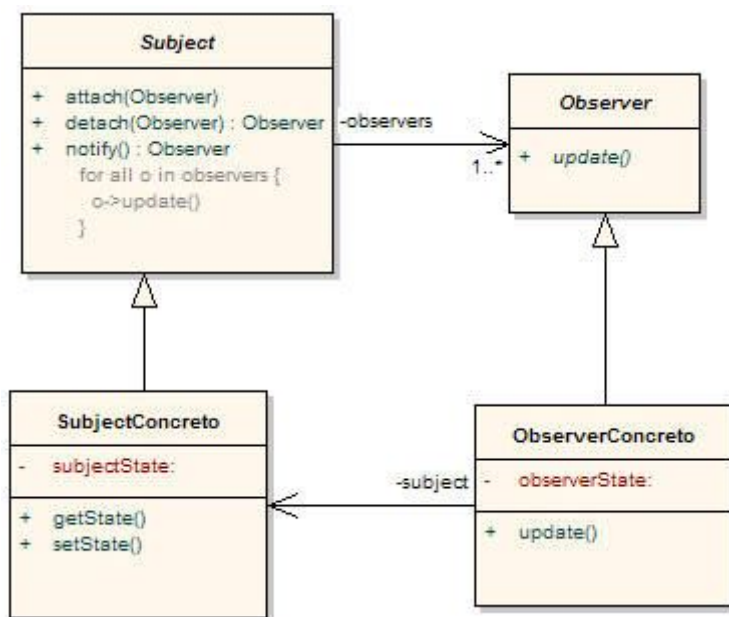 Subject
+ attach(Observer)
+ detach(Observer) : Observer
+ notify() : Observer
for all o in observers {
o->update()
}
-observers
1..*
Observer
+ update()
SubjectConcreto
- subjectState:
+ getState()
+ setState()
-subject
ObserverConcreto
- observerState:
+ update()